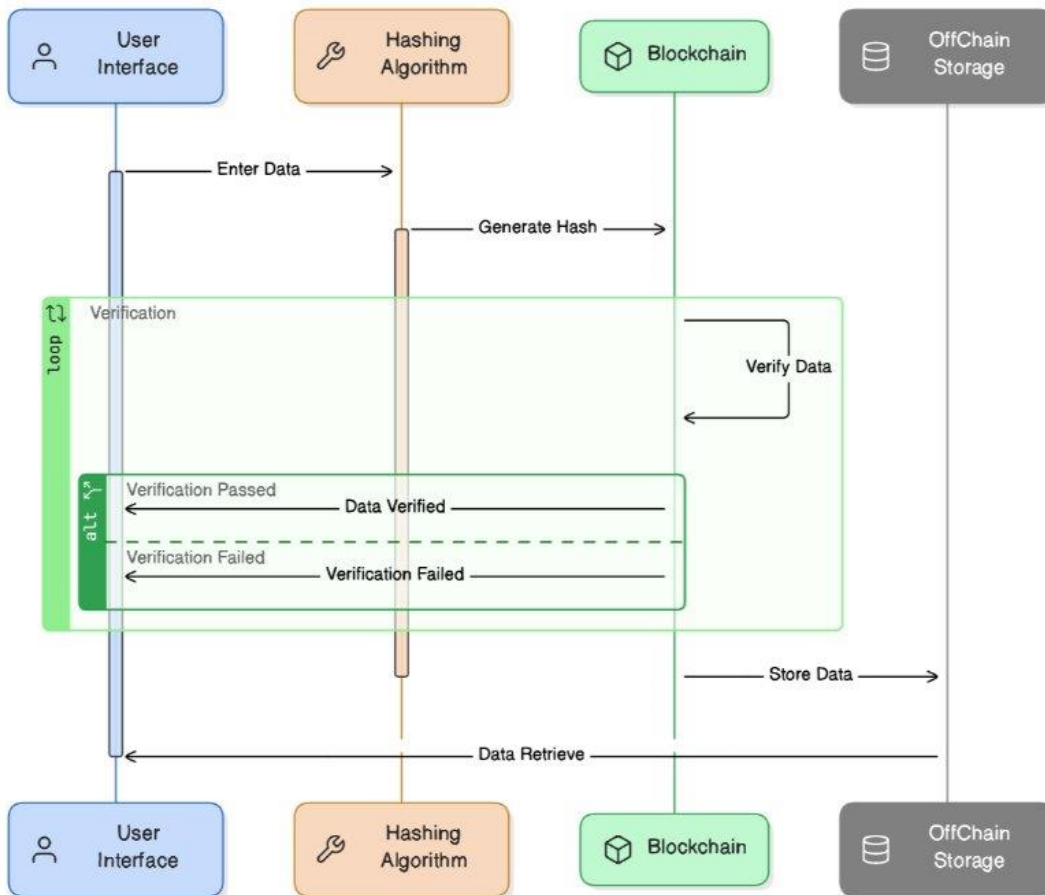 User
Interface
Hashing
Algorithm
Blockchain
OffChain
Storage
Enter Data
Generate Hash
loop
Verification
Verify Data
alt
Verification Passed
Data Verified
Verification Failed
Verification Failed
Store Data
Data Retrieve
User
Interface
Hashing
Algorithm
Blockchain
OffChain
Storage